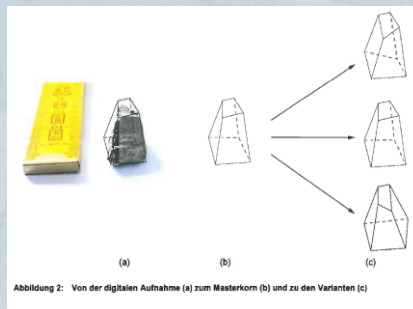 (a)
(b)
(c)
Abbildung 2: Von der digitalen Aufnahme (a) zum Masterkorn (b) und zu den Varianten (c)